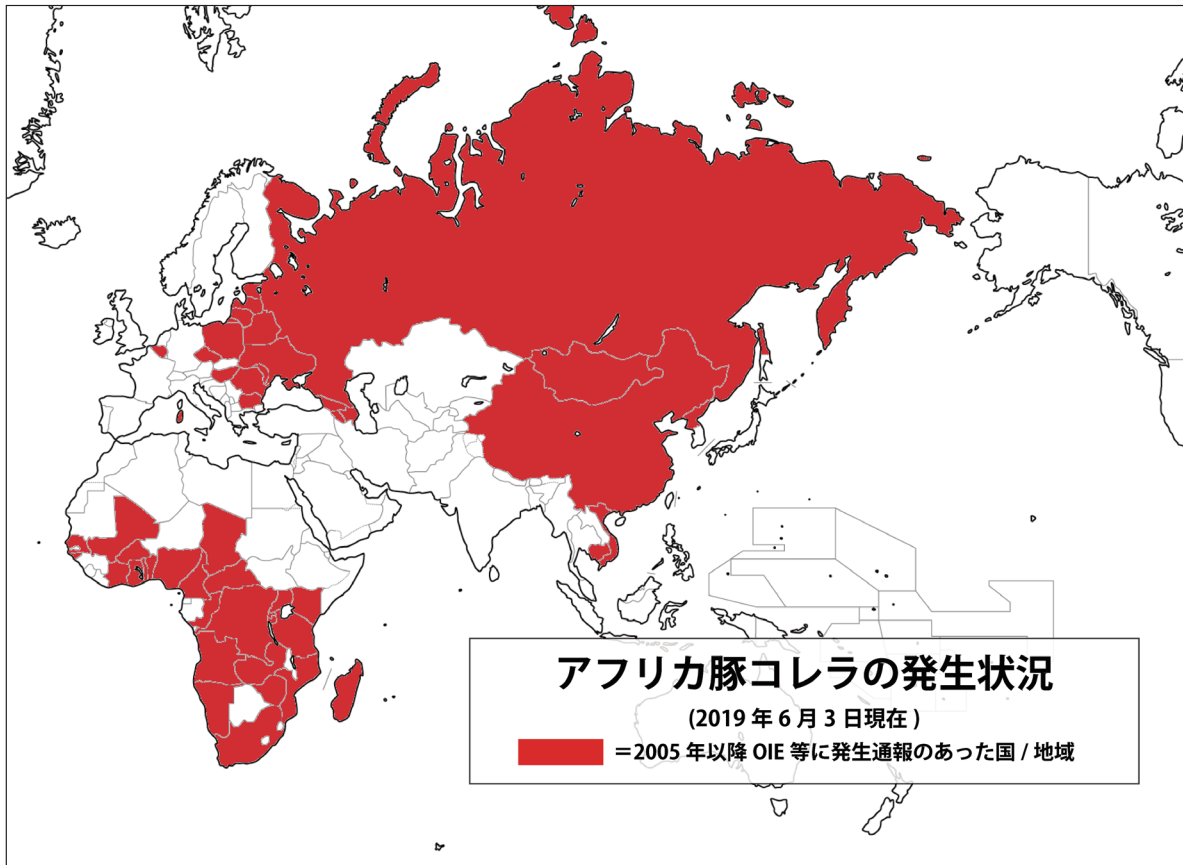 アフリカ豚コレラの発生状況
(2019 年 6 月 3 日現在 )
=2005 年以降 OIE 等に発生通報のあった国 / 地域